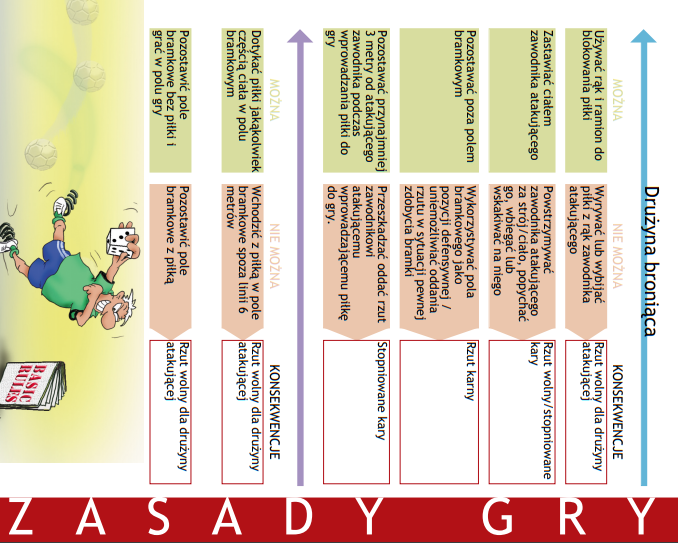 Drużyna broniąca
MOŻNA
NIE MOŻNA
KONSEKWENCJE
Używać rąk i ramion do
blokowania piłki
Wyrywać lub wybijać
piłki z rąk zawodnika
atakującego
Rzut wolny dla drużyny
atakującej
Zastawiać ciałem
zawodnika atakującego
Powstrzymywać
zawodnika atakującego
za strój/ciało, popychać
go, wbiegać lub
wskakiwać na niego
Rzut wolny/stopniowane
kary
Pozostawać poza polem
bramkowym
Wykorzystywać pola
bramkowego jako
pozycji defensywnej /
uniemożliwiać oddania
rzutu w sytuacji pewnej
zdobycia bramki
Rzut karny
Pozostawać przynajmniej
3 metry od atakującego
zawodnika podczas
wprowadzania piłki do
gry
Przeszkadzać oddać rzut
zawodnikowi
atakującemu
wprowadzającemu piłkę
do gry.
Stopniowane kary
MOŻNA
NIE MOŻNA
KONSEKWENCJE
Dotykać piłki jakąkolwiek
częścią ciała w polu
bramkowym
Wchodzić z piłką w pole
bramkowe spoza linii 6
metrów
Rzut wolny dla drużyny
atakującej
Pozostawić pole
bramkowe bez piłki i
grać w polu gry
Pozostawić pole
bramkowe z piłką
Rzut wolny dla drużyny
atakującej
BASIC
RULES
ZASADY GRY